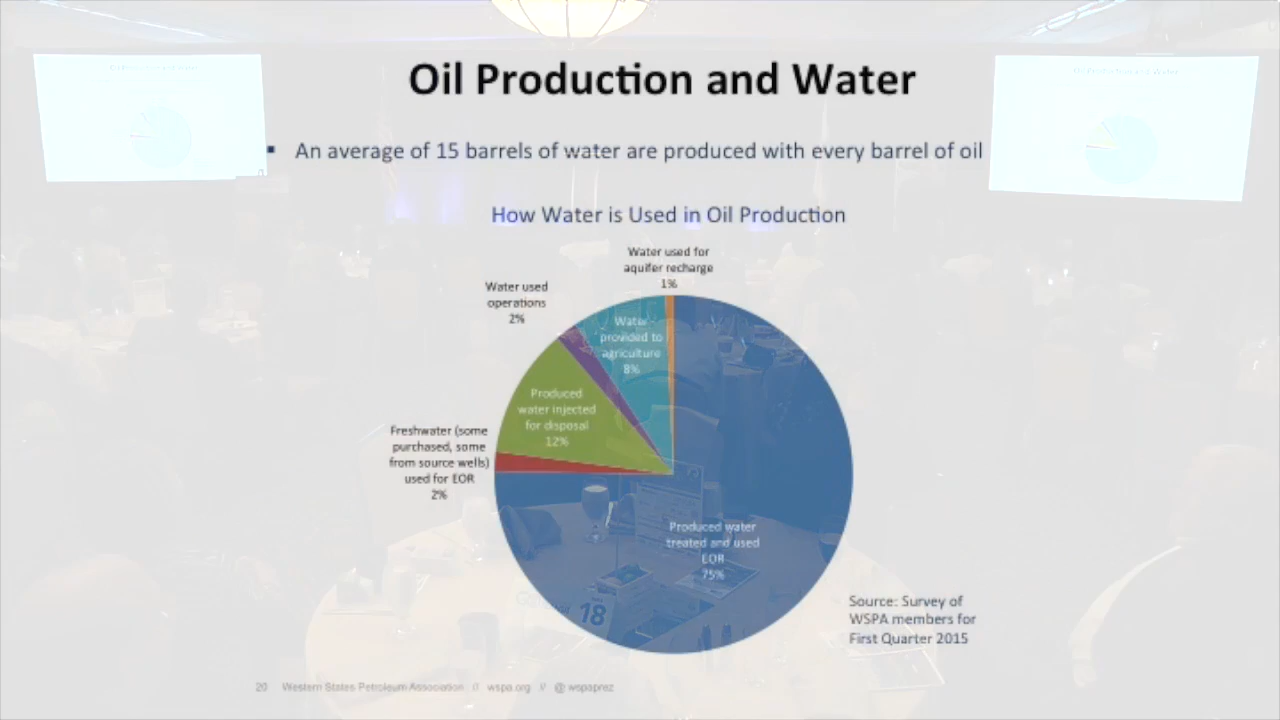 Oil Production and Water
▪ An average of 15 barrels of water are produced with every barrel of oil
How Water is Used in Oil Production
Water used for
aquifer recharge
1%
Water used
operations
2%
Water
provided to
agriculture
8%
Produced
water injected
for disposal
12%
Freshwater (some
purchased, some
from source wells)
used for EOR
2%
Produced water
treated and used
EOR
75%
18
Source: Survey of
WSPA members for
First Quarter 2015
20 Western States Petroleum Association // wspa.org // @wspaprez